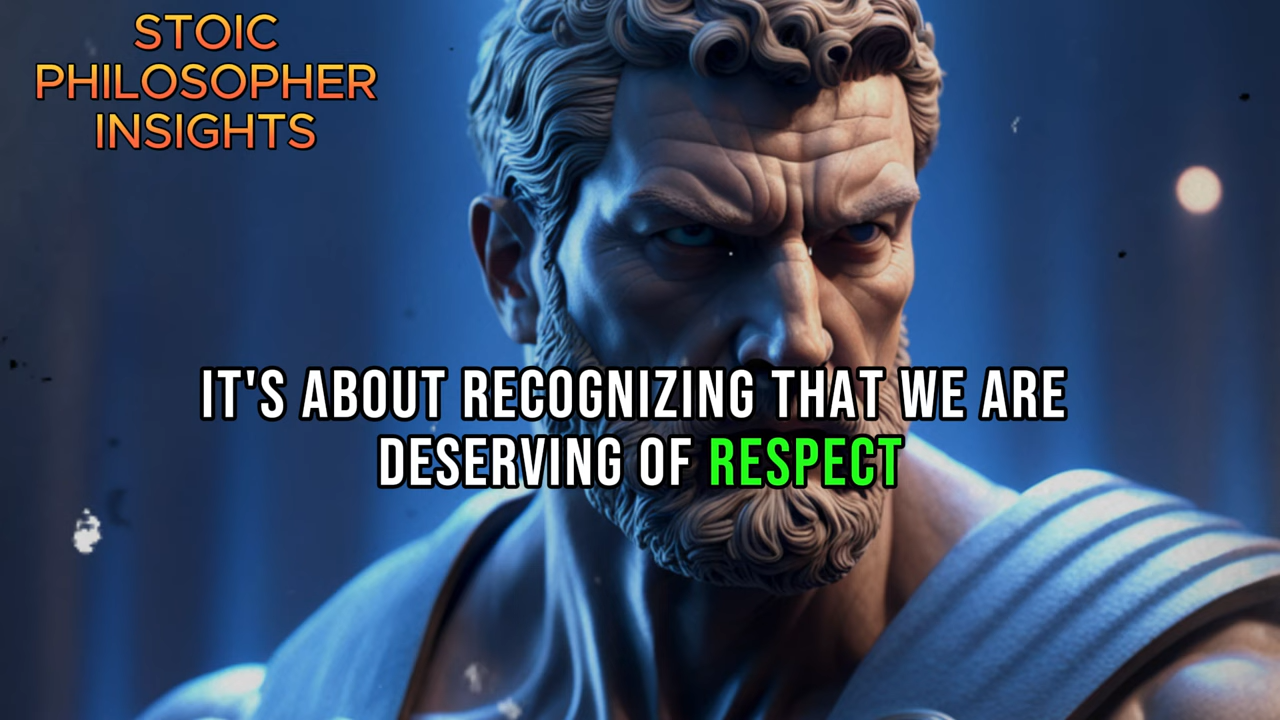 STOIC
PHILOSOPHER
INSIGHTS
IT'S ABOUT RECOGNIZING THAT WE ARE
DESERVING OF RESPECT